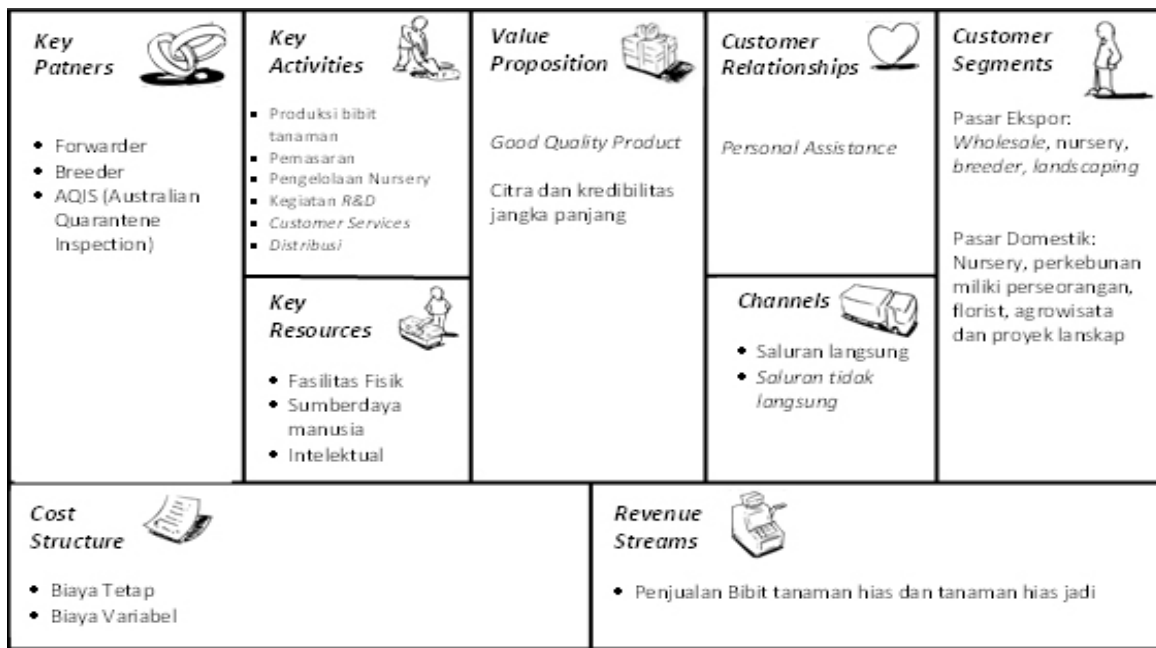 Key
Patners
• Forwarder
• Breeder
• AQIS (Australian
Quarantene
Inspection)
Key
Activities
▪ Produksi bibit
tanaman
▪ Pemasaran
▪ Pengelolaan Nursery
▪ Kegiatan R&D
▪ Customer Services
▪ Distribusi
Key
Resources
• Fasilitas Fisik
• Sumberdaya
manusia
• Intelektual
Value
Proposition
Good Quality Product
Citra dan kredibilitas
jangka panjang
Customer
Relationships
Personal Assistance
Channels
• Saluran langsung
• Saluran tidak
langsung
Customer
Segments
Pasar Ekspor:
Wholesale, nursery,
breeder, landscaping
Pasar Domestik:
Nursery, perkebunan
miliki perseorangan,
florist, agrowisata
dan proyek lanskap
Cost
Structure
• Biaya Tetap
• Biaya Variabel
Revenue
Streams
• Penjualan Bibit tanaman hias dan tanaman hias jadi